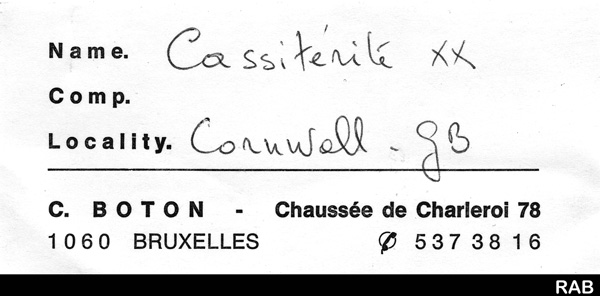 Name. Cassitérite xx
Comp.
Locality. Cornwall - GB
C. BOTON - Chaussée de Charleroi 78
1060 BRUXELLES ✆ 537 38 16
RAB